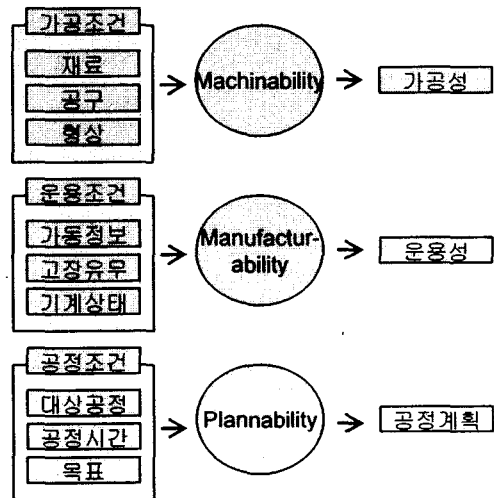 가공조건
재료
공구
형상
Machinability
가공성
운용조건
가동정보
고장유무
기계상태
Manufactur-
ability
운용성
공정조건
대상공정
공정시간
목표
Plannability
공정계획